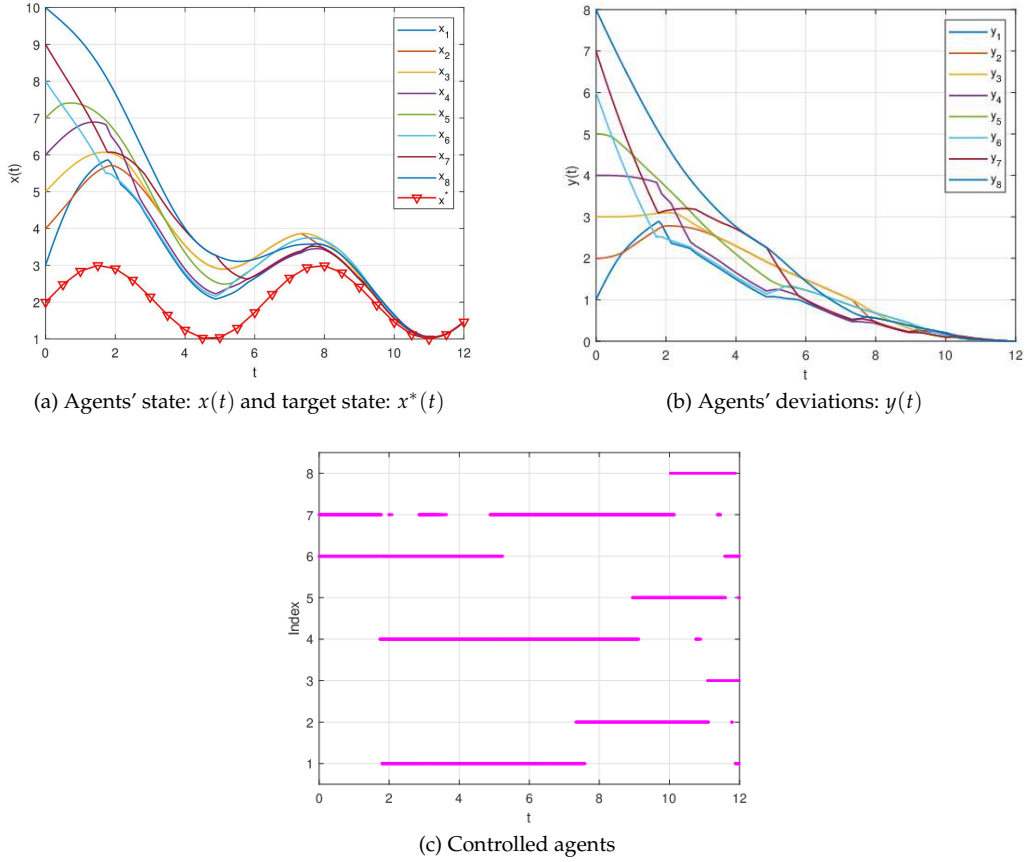 10
9
8
7
6
5
4
3
2
1
x(t)
0
2
4
6
8
10
12
t
x1
x2
x3
x4
x5
x6
x7
x8
x*
(a) Agents' state: x(t) and target state: x*(t)
8
7
6
5
4
3
2
1
0
y(t)
0
2
4
6
8
10
12
t
y1
y2
y3
y4
y5
y6
y7
y8
(b) Agents' deviations: y(t)
8
7
6
5
4
3
2
1
Index
0
2
4
6
8
10
12
t
(c) Controlled agents